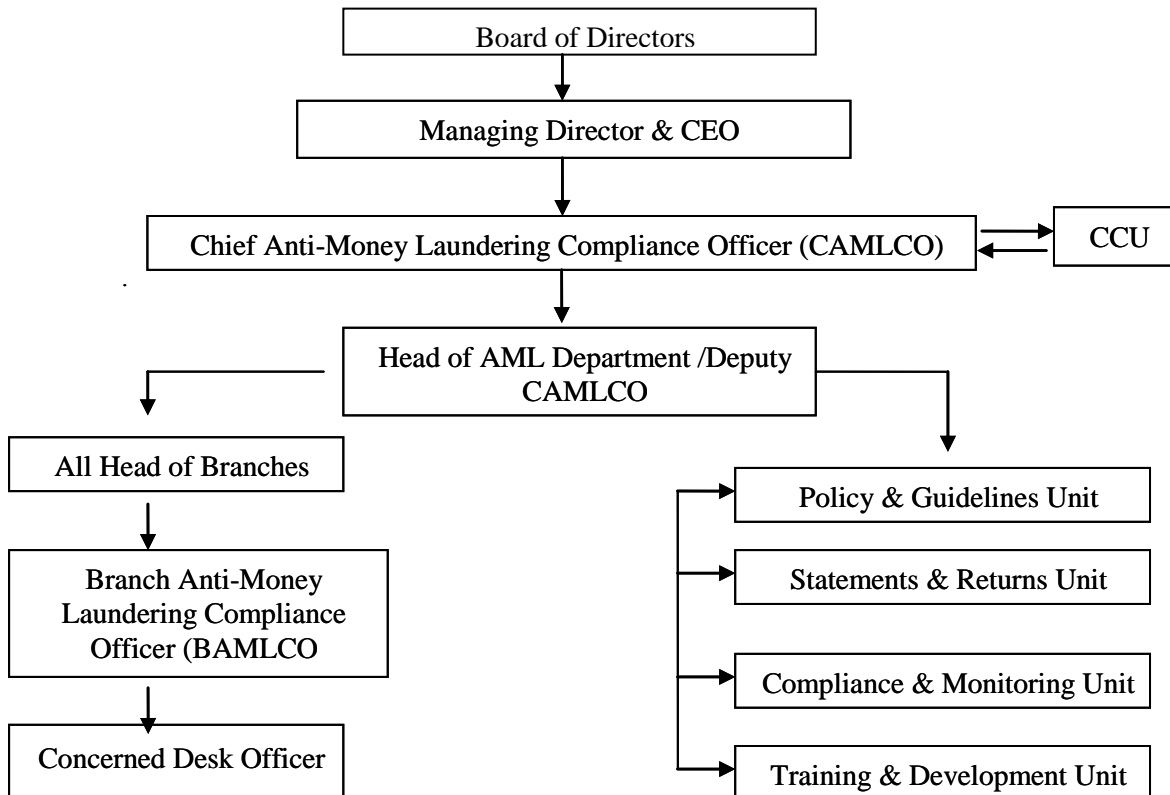 Board of Directors
Managing Director & CEO
Chief Anti-Money Laundering Compliance Officer (CAMLCO)
CCU
Head of AML Department /Deputy
CAMLCO
All Head of Branches
Branch Anti-Money
Laundering Compliance
Officer (BAMLCO
Concerned Desk Officer
Policy & Guidelines Unit
Statements & Returns Unit
Compliance & Monitoring Unit
Training & Development Unit